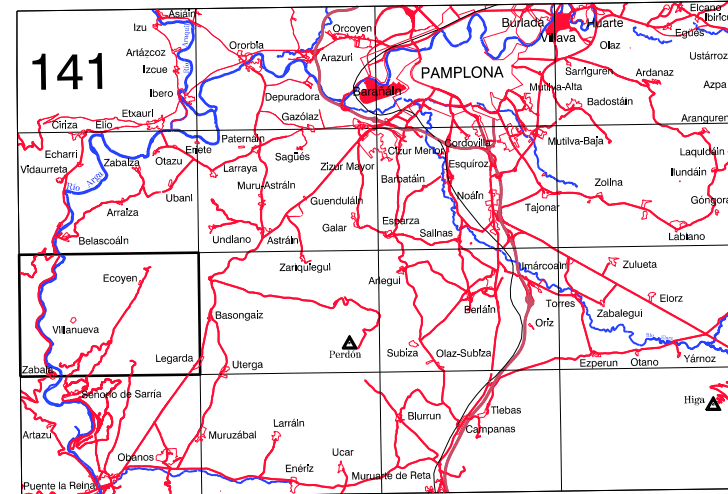 Asiáin
Izu
Orcoyen
Burlada
Huarte
Elcano
Ibiricu
Egüés
Villava
Olaz
Artázcoz
Ororbia
Arazuri
Izcue
141
PAMPLONA
Sarriguren
Ardanaz
Ustároz
Azpa
Ibero
Depuradora
Barañáin
Mutilva-Alta
Badostáin
Etxauri
Gazólaz
Aranguren
Ciriza
Elio
Paternáin
Eriete
Cordovilla
Mutilva-Baja
Echarri
Zabalza
Otazu
Sagüés
Cizur Menor
Laquidáin
Vidaurreta
Larraya
Zizur Mayor
Esquíroz
Ilundáin
Río Arga
Muru-Astráin
Barbatáin
Zolina
Ubani
Noáin
Góngora
Arraiza
Guenduláin
Tajonar
Galar
Esparza
Salinas
Belascoáin
Undiano
Astráin
Labiano
Zariquiegui
Imárcoain
Zulueta
Ecoyen
Arlegui
Elorz
Torres
Basongaiz
Beriáin
Zabalegui
Villanueva
Oriz
Perdón
Subiza
Olaz-Subiza
Legarda
Uterga
Ezperun
Otano
Yárnoz
Zabala
Señorío de Sarría
Higa
Tiebas
Biurrun
Larráin
Campanas
Artazu
Muruzábal
Obanos
Ucar
Enériz
Muruarte de Reta
Puente la Reina